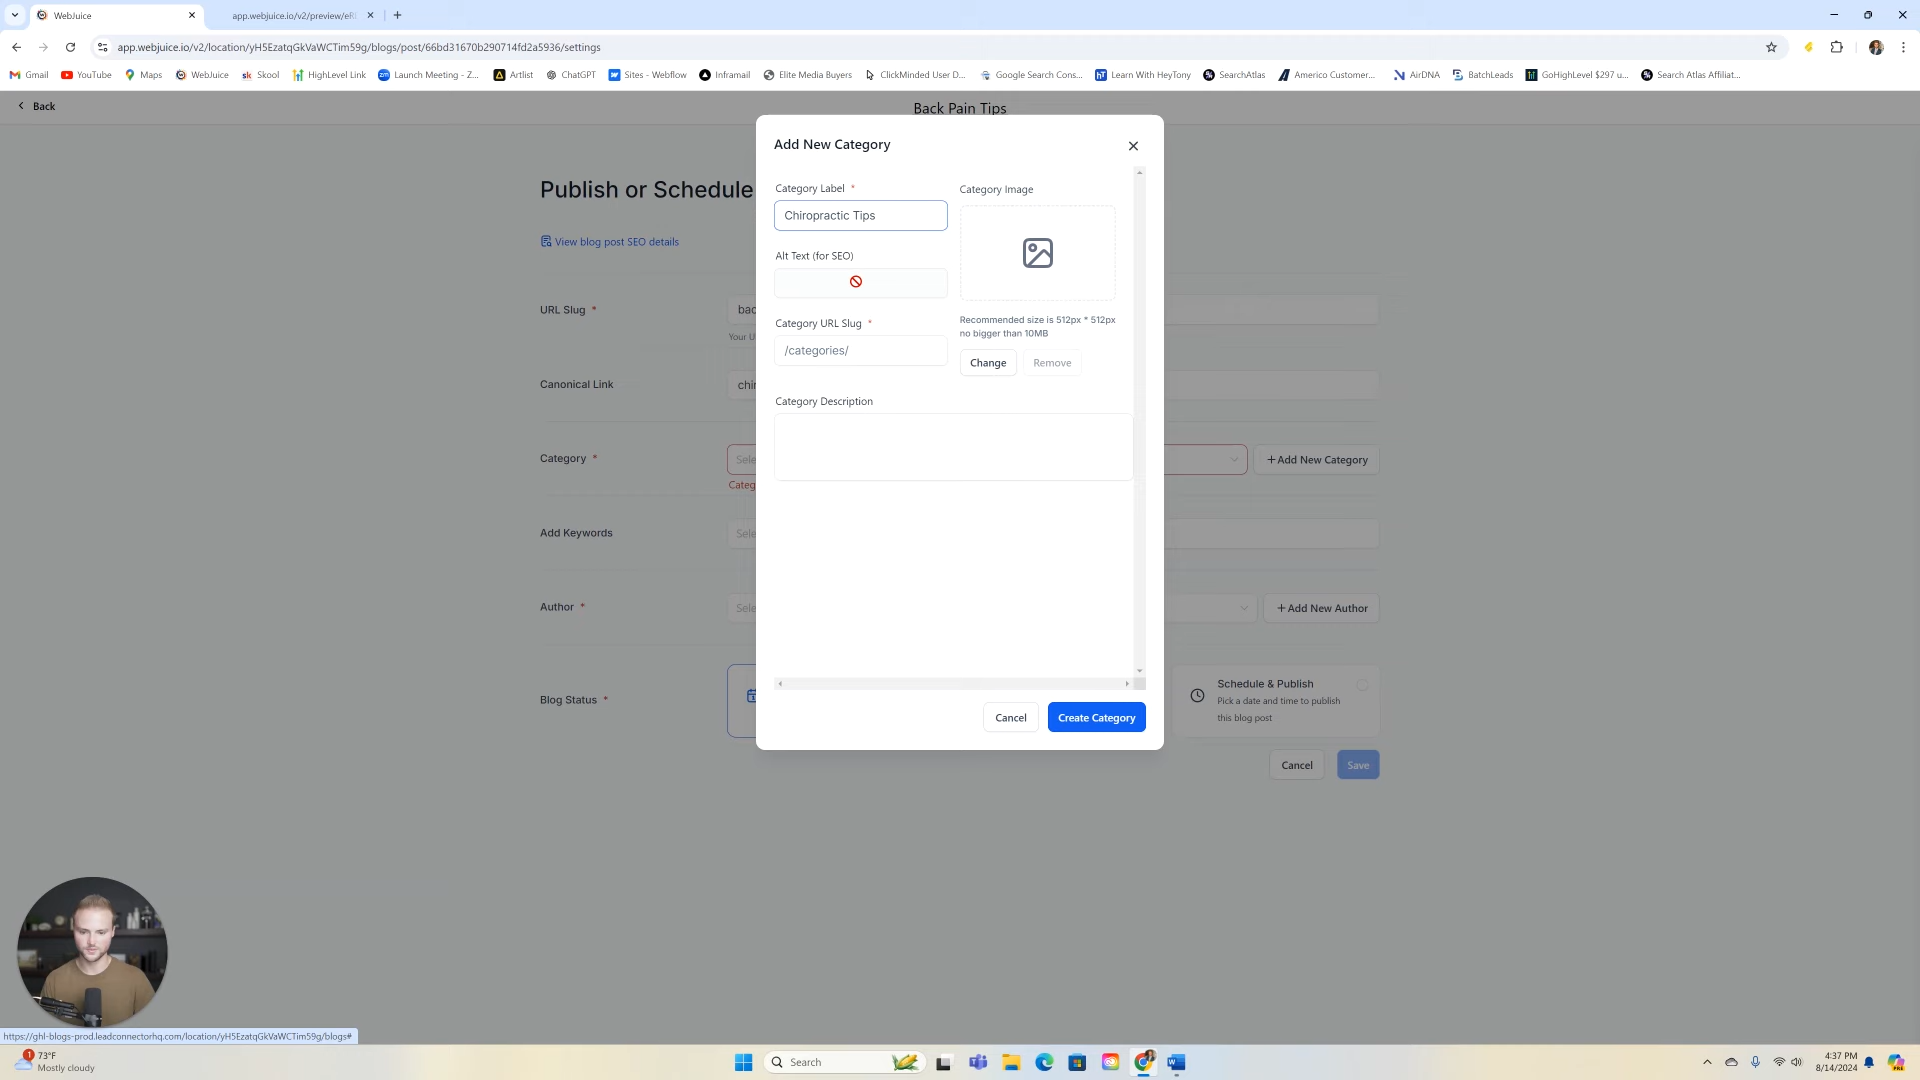 WebJuice
app.webjuice.io/v2/preview/eRl
app.webjuice.io/v2/location/yH5EzatqGkVaWCTim59g/blogs/post/66bd31670b290714fd2a5936/settings
Gmail
YouTube
Maps
WebJuice
Skool
HighLevel Link
Launch Meeting - Z...
Artlist
ChatGPT
Sites - Webflow
Inframail
Elite Media Buyers
ClickMinded User D...
Google Search Cons...
Learn With HeyTony
SearchAtlas
Americo Customer...
AirDNA
BatchLeads
GoHighLevel $297 u...
Search Atlas Affiliat...
Back
Back Pain Tips
Publish or Schedule
View blog post SEO details
URL Slug *
bac
Your U
Canonical Link
chir
Category *
Sele
Categ
+ Add New Category
Add Keywords
Sele
Author *
Sele
+ Add New Author
Blog Status *
Schedule & Publish
Pick a date and time to publish
this blog post
Cancel
Save
Add New Category
Category Label *
Chiropractic Tips
Alt Text (for SEO)
Category URL Slug *
/categories/
Category Image
Recommended size is 512px * 512px
no bigger than 10MB
Change
Remove
Category Description
Cancel
Create Category
https://ghl-blogs-prod.leadconnectorhq.com/location/yH5EzatqGkVaWCTim59g/blogs#
1
73°F
Mostly cloudy
Search
4:37 PM
8/14/2024